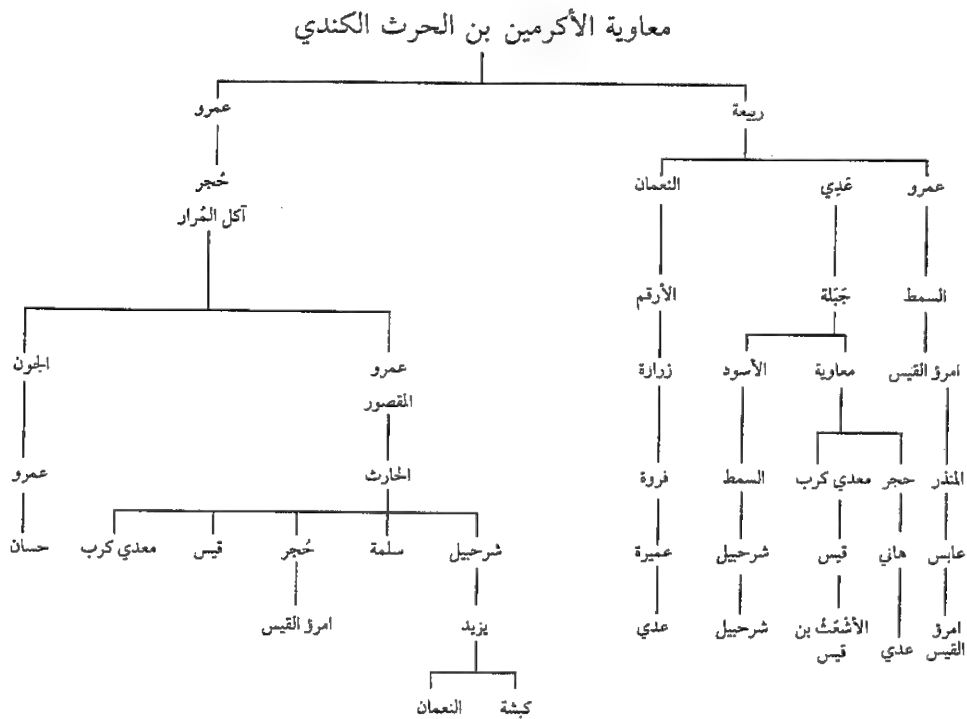 معاوية الأكرمين بن الحرث الكندي
ربيعة
عمرو
عمرو
عَدِي
النعمان
حُجر
آكل المُرار
السمط
جَبَلة
الأرقم
امرؤ القيس
معاوية
الأسود
زرارة
عمرو
المقصور
الجون
المنذر
حجر
معدي كرب
السمط
فروة
الحارث
عمرو
عابس
هاني
قيس
شرحبيل
عميرة
شرحبيل
سلمة
حُجر
قيس
معدي كرب
حسان
امرؤ
القيس
عدي
الأشعَثْ بن
قيس
شرحبيل
عدي
يزيد
امرؤ القيس
كبشة
النعمان